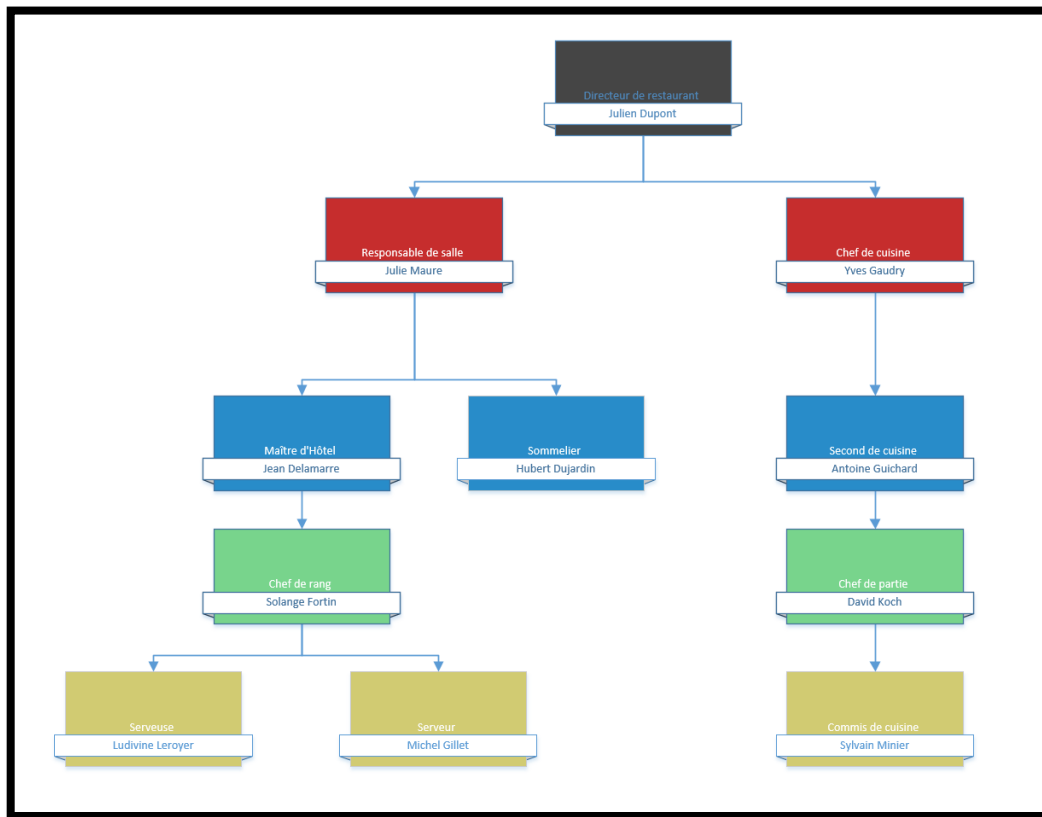 Directeur de restaurant
Julien Dupont
Responsable de salle
Julie Maure
Chef de cuisine
Yves Gaudry
Maître d'Hôtel
Jean Delamarre
Sommelier
Hubert Dujardin
Second de cuisine
Antoine Guichard
Chef de rang
Solange Fortin
Chef de partie
David Koch
Serveuse
Ludivine Leroyer
Serveur
Michel Gillet
Commis de cuisine
Sylvain Minier